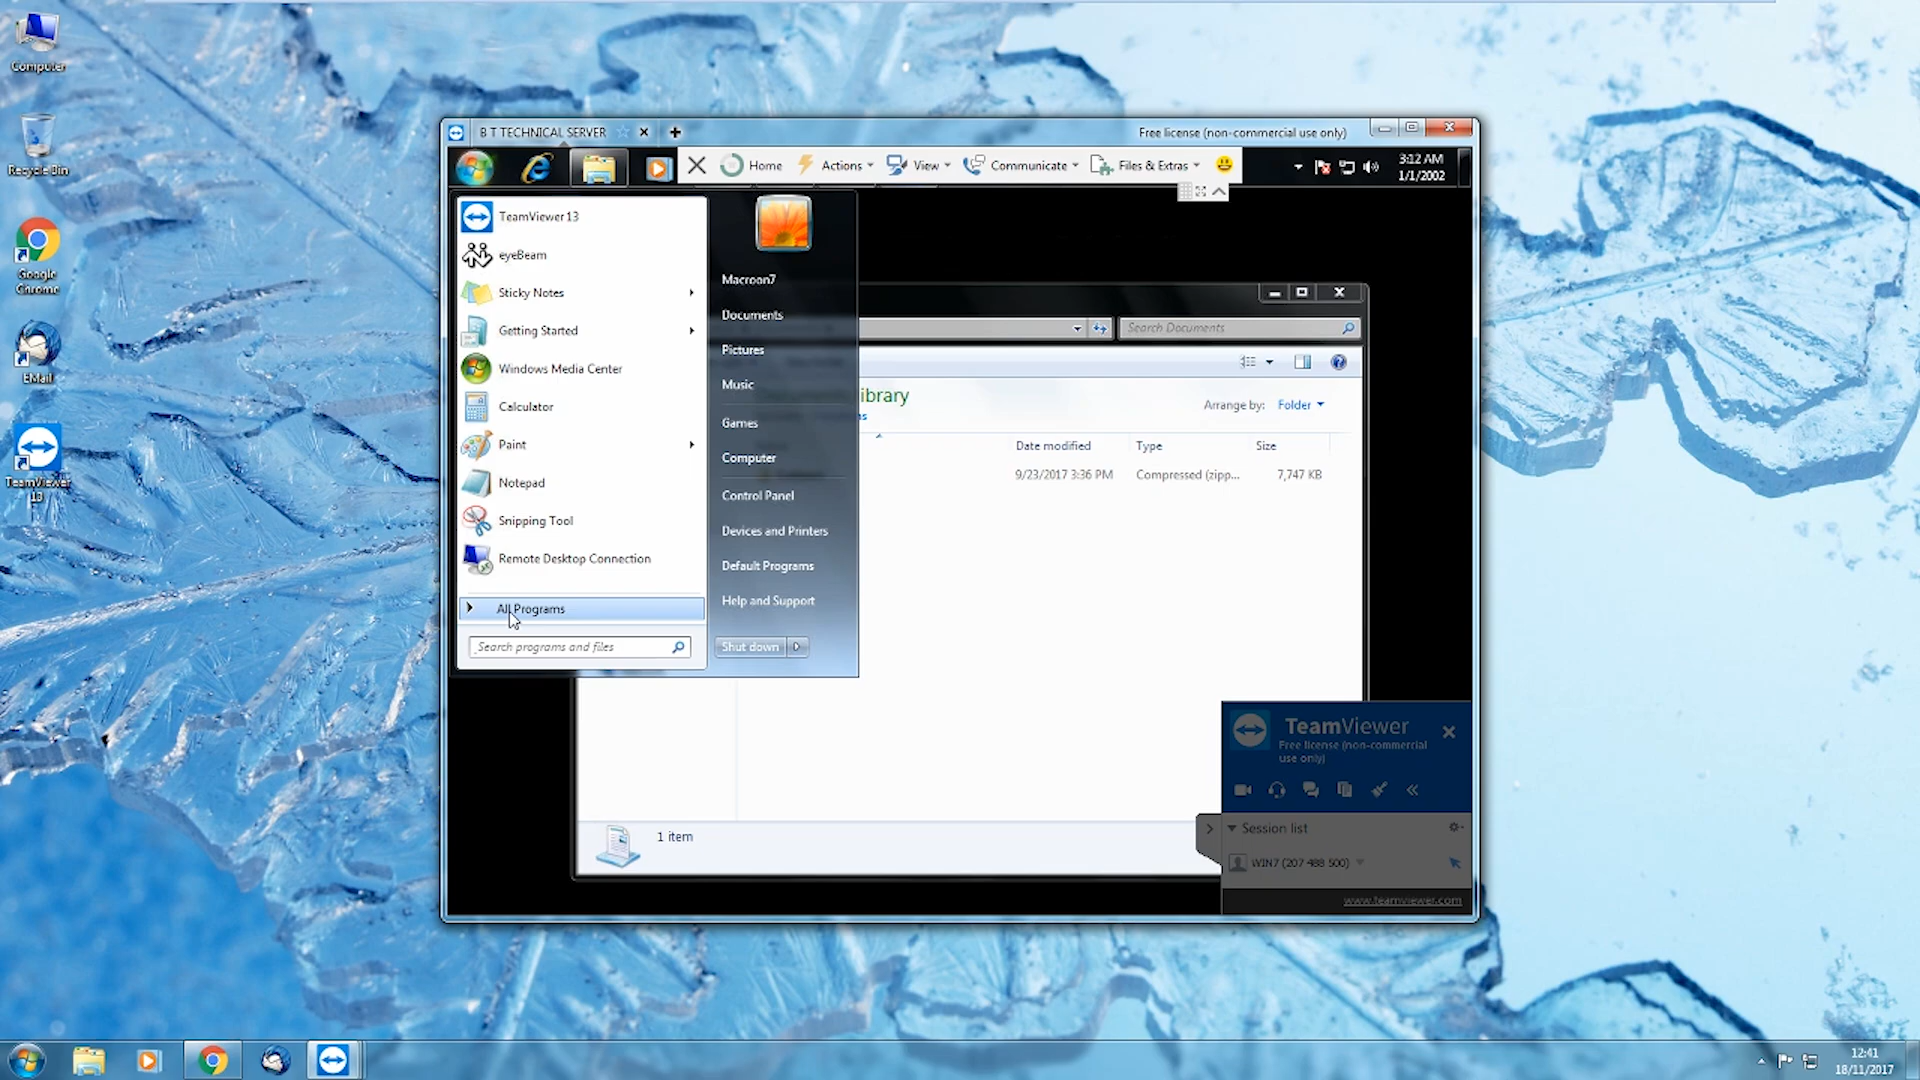 Computer
Recycle Bin
Google
Chrome
EMail
TeamViewer
13
B T TECHNICAL SERVER
Free license (non-commercial use only)
Home
Actions
View
Communicate
Files & Extras
3:12 AM
1/1/2002
TeamViewer 13
eyeBeam
Sticky Notes
Getting Started
Windows Media Center
Calculator
Paint
Notepad
Snipping Tool
Remote Desktop Connection
All Programs
Search programs and files
Macroon7
Documents
Pictures
Music
Games
Computer
Control Panel
Devices and Printers
Default Programs
Help and Support
Shut down
Search Documents
ibrary
Arrange by: Folder
Date modified
Type
Size
9/23/2017 3:36 PM
Compressed (zipp...
7,747 KB
1 item
TeamViewer
Free license (non-commercial
use only)
Session list
WIN7 (207 488 500)
www.teamviewer.com
12:41
18/11/2017